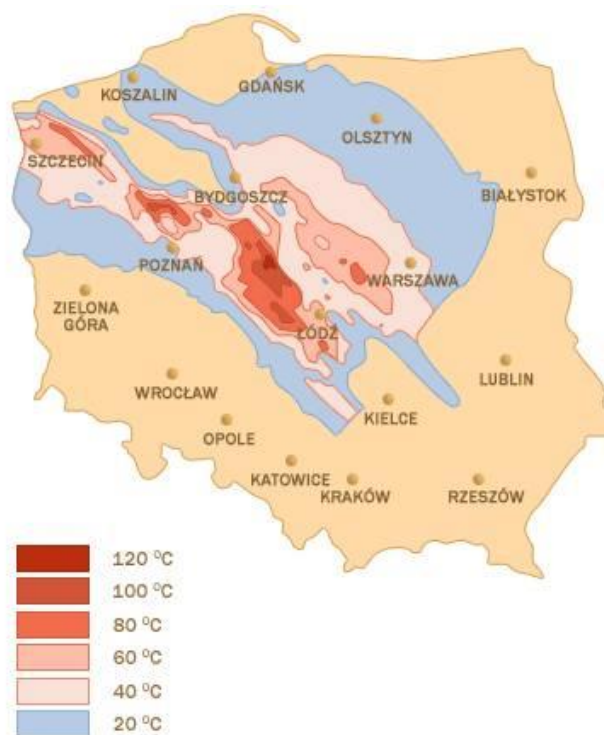 GDAŃSK
KOSZALIN
OLSZTYN
SZCZECIN
BIAŁYSTOK
BYDGOSZCZ
POZNAŃ
WARSZAWA
ZIELONA
GÓRA
ŁÓDŹ
LUBLIN
WROCŁAW
KIELCE
OPOLE
KATOWICE
KRAKÓW
RZESZÓW
120 °C
100 °C
80 °C
60 °C
40 °C
20 °C